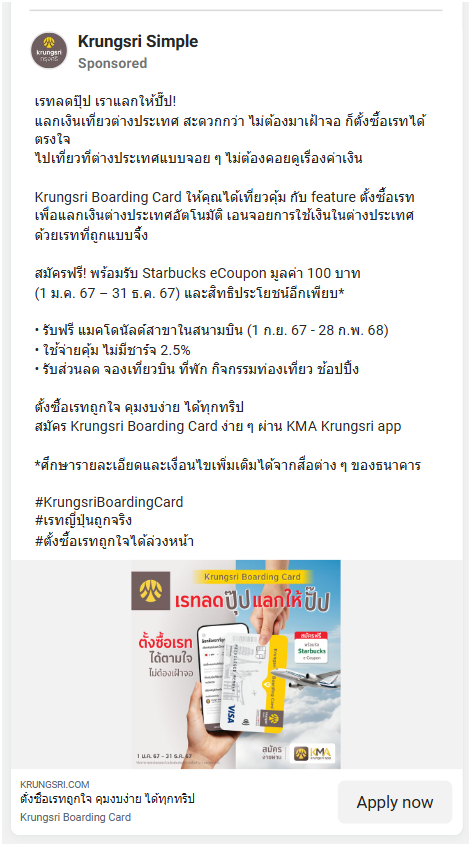 krungsri
กรุงศรี
Krungsri Simple
Sponsored
เรทลดปุ๊ป เราแลกให้ปั๊ป!
แลกเงินเที่ยวต่างประเทศ สะดวกกว่า ไม่ต้องมาเฝ้าจอ ก็ตั้งซื้อเรทได้
ตรงใจ
ไปเที่ยวที่ต่างประเทศแบบจอย ๆ ไม่ต้องคอยดูเรื่องค่าเงิน
Krungsri Boarding Card ให้คุณได้เที่ยวคุ้ม กับ feature ตั้งซื้อเรท
เพื่อแลกเงินต่างประเทศอัตโนมัติ เอนจอยการใช้เงินในต่างประเทศ
ด้วยเรทที่ถูกแบบจึ้ง
สมัครฟรี! พร้อมรับ Starbucks eCoupon มูลค่า 100 บาท
(1 ม.ค. 67 – 31 ธ.ค. 67) และสิทธิประโยชน์อีกเพียบ*
• รับฟรี แมคโดนัลด์สาขาในสนามบิน (1 ก.ย. 67 - 28 ก.พ. 68)
• ใช้จ่ายคุ้ม ไม่มีชาร์จ 2.5%
• รับส่วนลด จองเที่ยวบิน ที่พัก กิจกรรมท่องเที่ยว ช้อปปิ้ง
ตั้งซื้อเรทถูกใจ คุมงบง่าย ได้ทุกทริป
สมัคร Krungsri Boarding Card ง่าย ๆ ผ่าน KMA Krungsri app
*ศึกษารายละเอียดและเงื่อนไขเพิ่มเติมได้จากสื่อต่าง ๆ ของธนาคาร
#KrungsriBoardingCard
#เรทญี่ปุ่นถูกจริง
#ตั้งซื้อเรทถูกใจได้ล่วงหน้า
Krungsri Boarding Card
เรทลดปุ๊ป แลกให้ปั๊ป
ตั้งซื้อเรท
ได้ตามใจ
ไม่ต้องเฝ้าจอ
สมัครฟรี
Starbucks
e-Coupon
Krungsri Boarding Card
VISA
1 ม.ค. 67 - 31 ธ.ค. 67
สมัคร
KMA
KRUNGSRI.COM
ตั้งซื้อเรทถูกใจ คุมงบง่าย ได้ทุกทริป
Krungsri Boarding Card
Apply now